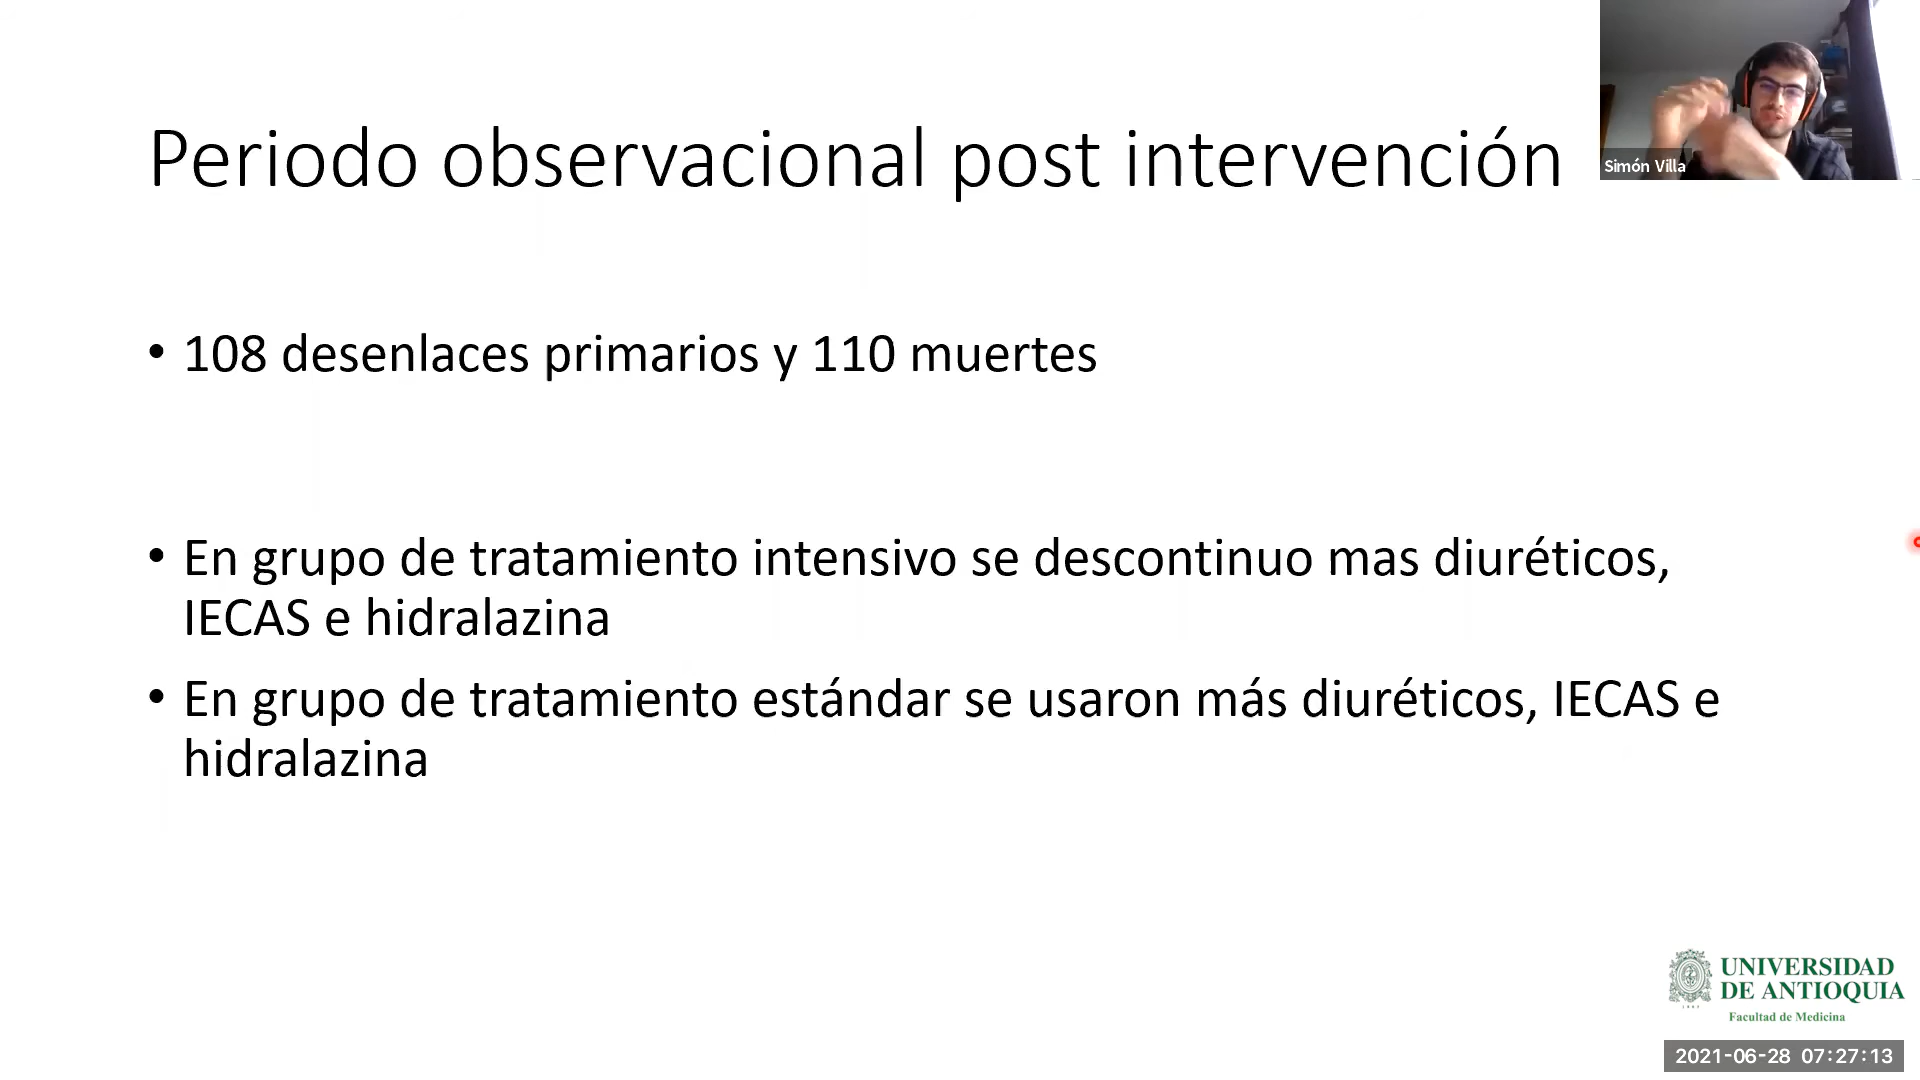 Periodo observacional post intervención
Simón Villa
• 108 desenlaces primarios y 110 muertes
• En grupo de tratamiento intensivo se descontinuo mas diuréticos,
IECAS e hidralazina
• En grupo de tratamiento estándar se usaron más diuréticos, IECAS e
hidralazina
UNIVERSIDAD
DE ANTIOQUIA
1803
Facultad de Medicina
2021-06-28 07:27:13